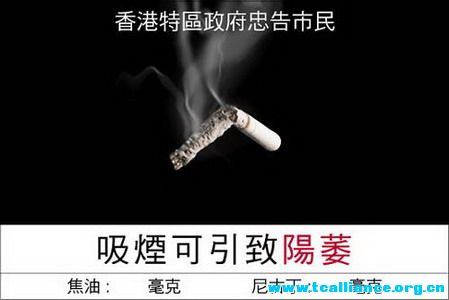 香港特區政府忠告市民
吸煙可引致陽萎
焦油： 毫克 尼古丁： 毫克
www.tcalliance.org.cn